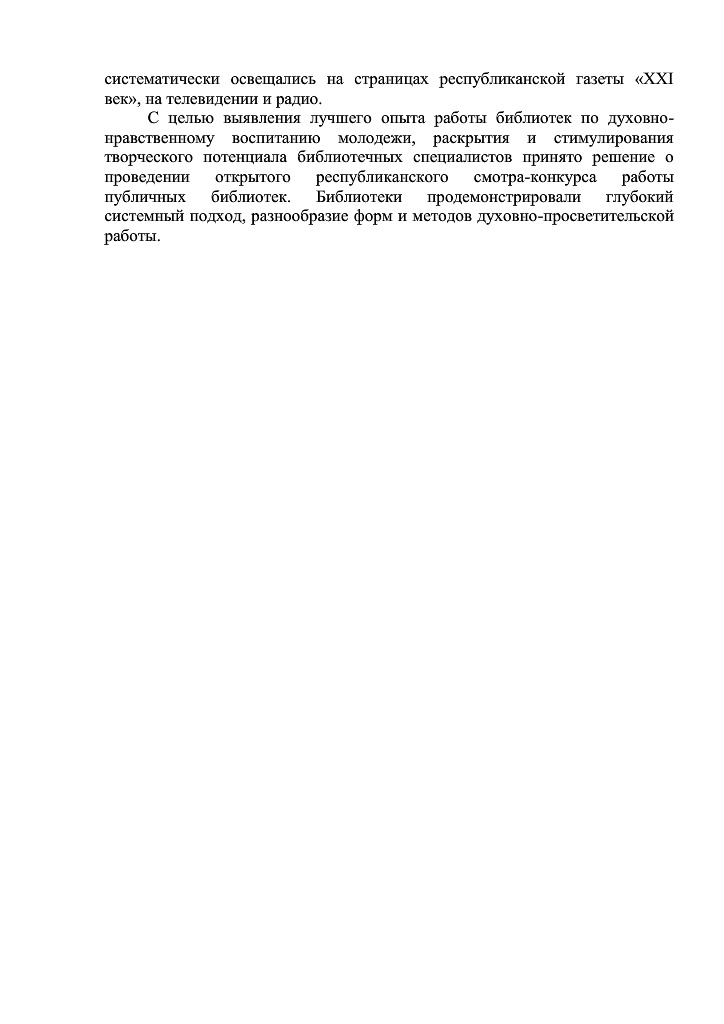 систематически освещались на страницах республиканской газеты «XXI
век», на телевидении и радио.
С целью выявления лучшего опыта работы библиотек по духовно-
нравственному воспитанию молодежи, раскрытия и стимулирования
творческого потенциала библиотечных специалистов принято решение о
проведении открытого республиканского смотра-конкурса работы
публичных библиотек. Библиотеки продемонстрировали глубокий
системный подход, разнообразие форм и методов духовно-просветительской
работы.